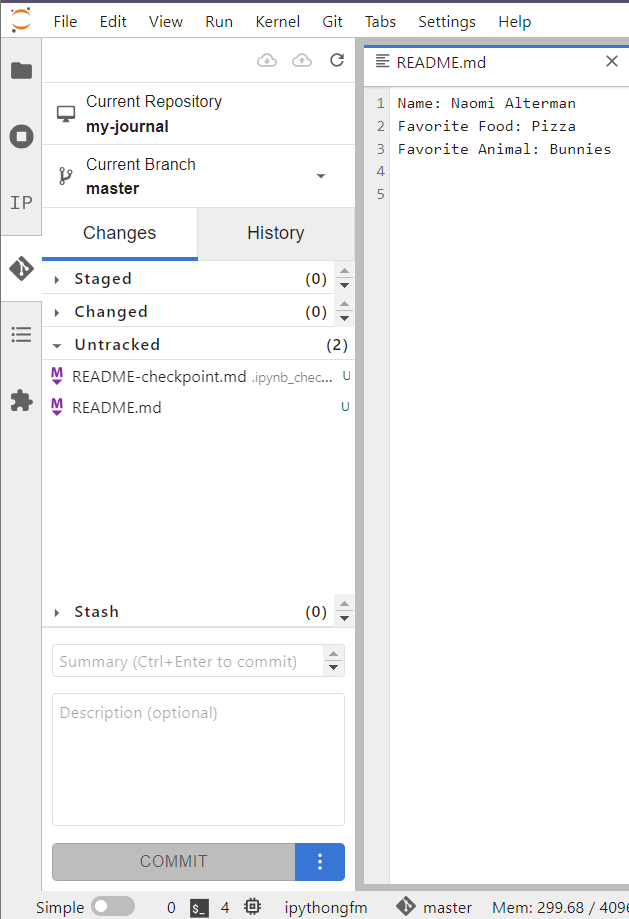 File Edit View Run Kernel Git Tabs Settings Help
Current Repository
my-journal
Current Branch
master
Changes History
Staged (0)
Changed (0)
Untracked (2)
README-checkpoint.md .ipynb_chec... U
README.md U
Stash (0)
Summary (Ctrl+Enter to commit)
Description (optional)
COMMIT
IP
README.md
1 Name: Naomi Alterman
2 Favorite Food: Pizza
3 Favorite Animal: Bunnies
4
5
Simple 0 $_ 4 ipythongfm master Mem: 299.68 / 4096